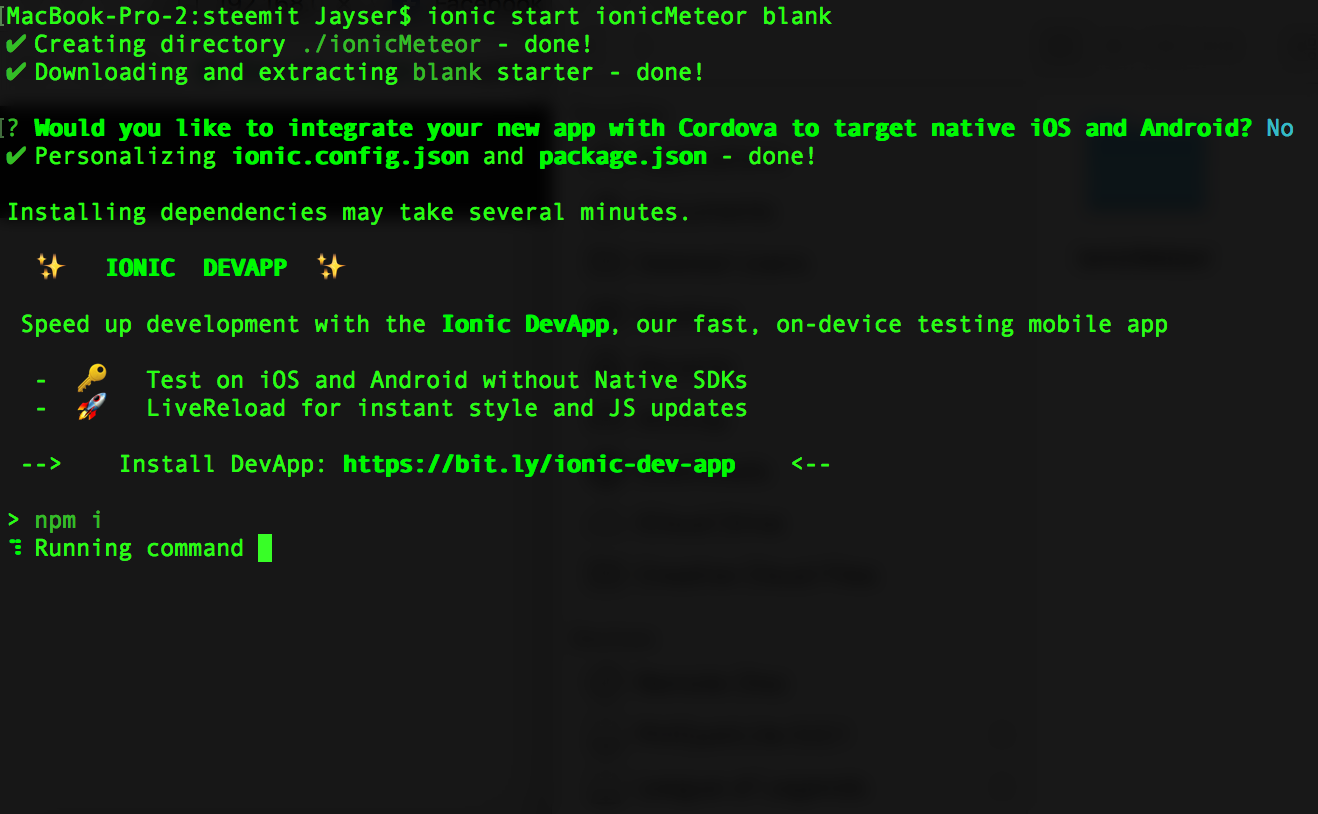 [MacBook-Pro-2:steemit Jayser$ ionic start ionicMeteor blank
✔ Creating directory ./ionicMeteor - done!
✔ Downloading and extracting blank starter - done!
[? Would you like to integrate your new app with Cordova to target native iOS and Android? No
✔ Personalizing ionic.config.json and package.json - done!
Installing dependencies may take several minutes.
✨ IONIC DEVAPP ✨
Speed up development with the Ionic DevApp, our fast, on-device testing mobile app
- 🔑 Test on iOS and Android without Native SDKs
- 🚀 LiveReload for instant style and JS updates
--> Install DevApp: https://bit.ly/ionic-dev-app <--
> npm i
Running command